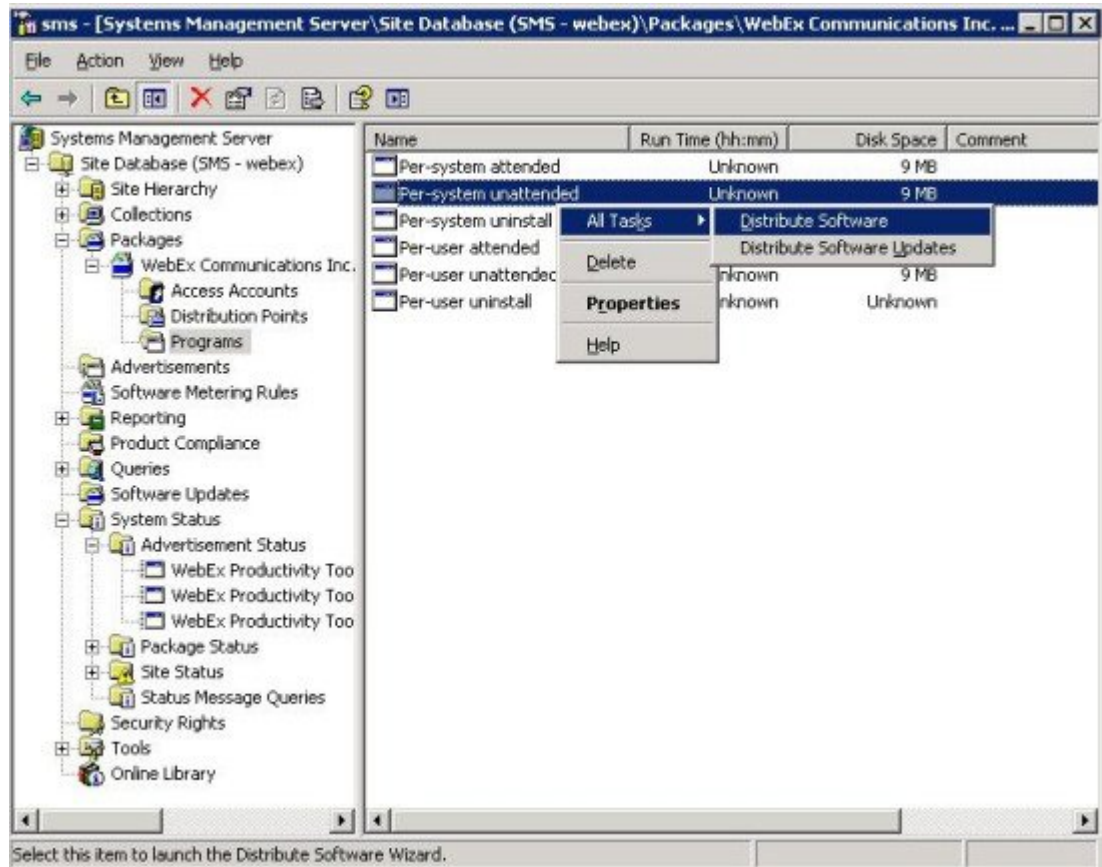 sms - [Systems Management Server\Site Database (SMS - webex)\Packages\WebEx Communications Inc. ...
File Action View Help
Systems Management Server
Site Database (SMS - webex)
Site Hierarchy
Collections
Packages
WebEx Communications Inc.
Access Accounts
Distribution Points
Programs
Advertisements
Software Metering Rules
Reporting
Product Compliance
Queries
Software Updates
System Status
Advertisement Status
WebEx Productivity Too
WebEx Productivity Too
WebEx Productivity Too
Package Status
Site Status
Status Message Queries
Security Rights
Tools
Online Library
Name Run Time (hh:mm) Disk Space Comment
Per-system attended Unknown 9 MB
Per-system unattended Unknown 9 MB
Per-system uninstall
Per-user attended
Per-user unattended nknown 9 MB
Per-user uninstall nknown Unknown
All Tasks
Delete
Properties
Help
Distribute Software
Distribute Software Updates
Select this item to launch the Distribute Software Wizard.